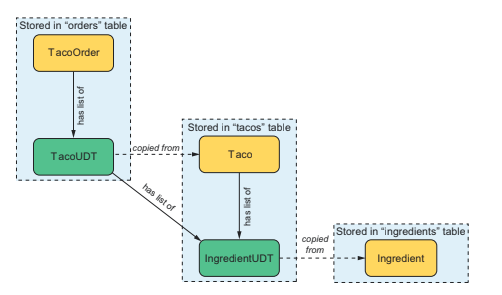 Stored in “orders” table
TacoOrder
has list of
TacoUDT
copied from
Stored in “tacos” table
Taco
has list of
has list of
IngredientUDT
copied
from
Stored in “ingredients” table
Ingredient